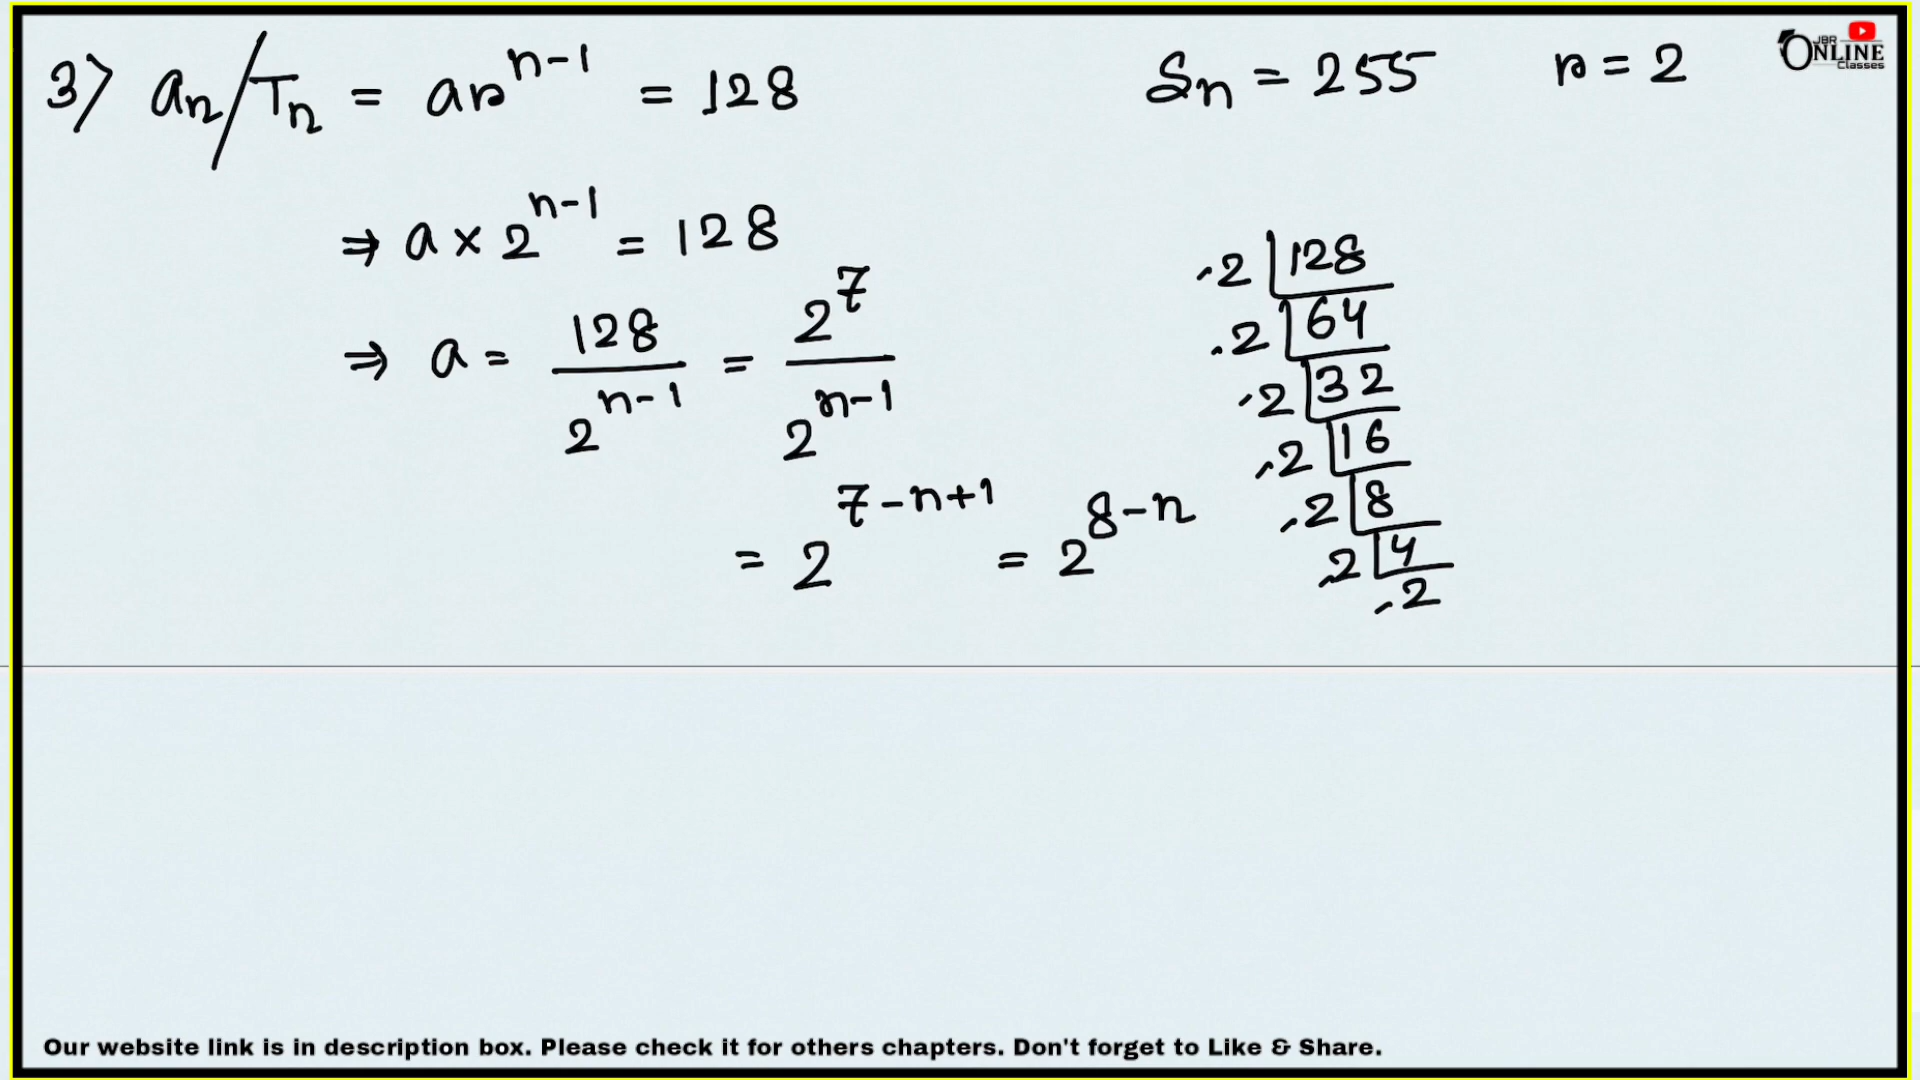 3) aₙ/Tₙ = arⁿ⁻¹ = 128 Sₙ = 255 r = 2
JBR ONLINE Classes
⇒ a × 2ⁿ⁻¹ = 128
⇒ a = 128/2ⁿ⁻¹ = 2⁷/2ⁿ⁻¹
= 2⁷⁻ⁿ⁺¹ = 2⁸⁻ⁿ
2 | 128
2 | 64
2 | 32
2 | 16
2 | 8
2 | 4
2
Our website link is in description box. Please check it for others chapters. Don't forget to Like & Share.